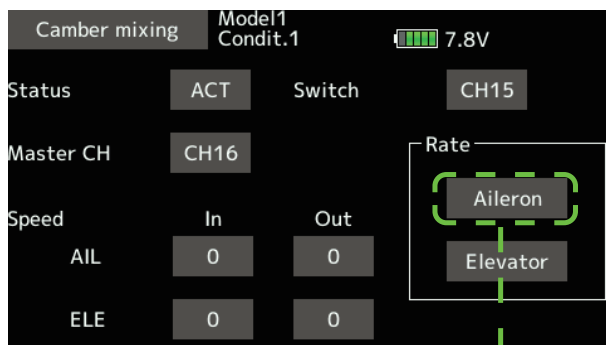 Camber mixing
Model1
Condit.1
7.8V
Status ACT Switch CH15
Master CH CH16
Rate
Aileron
Speed In Out
AIL 0 0
Elevator
ELE 0 0